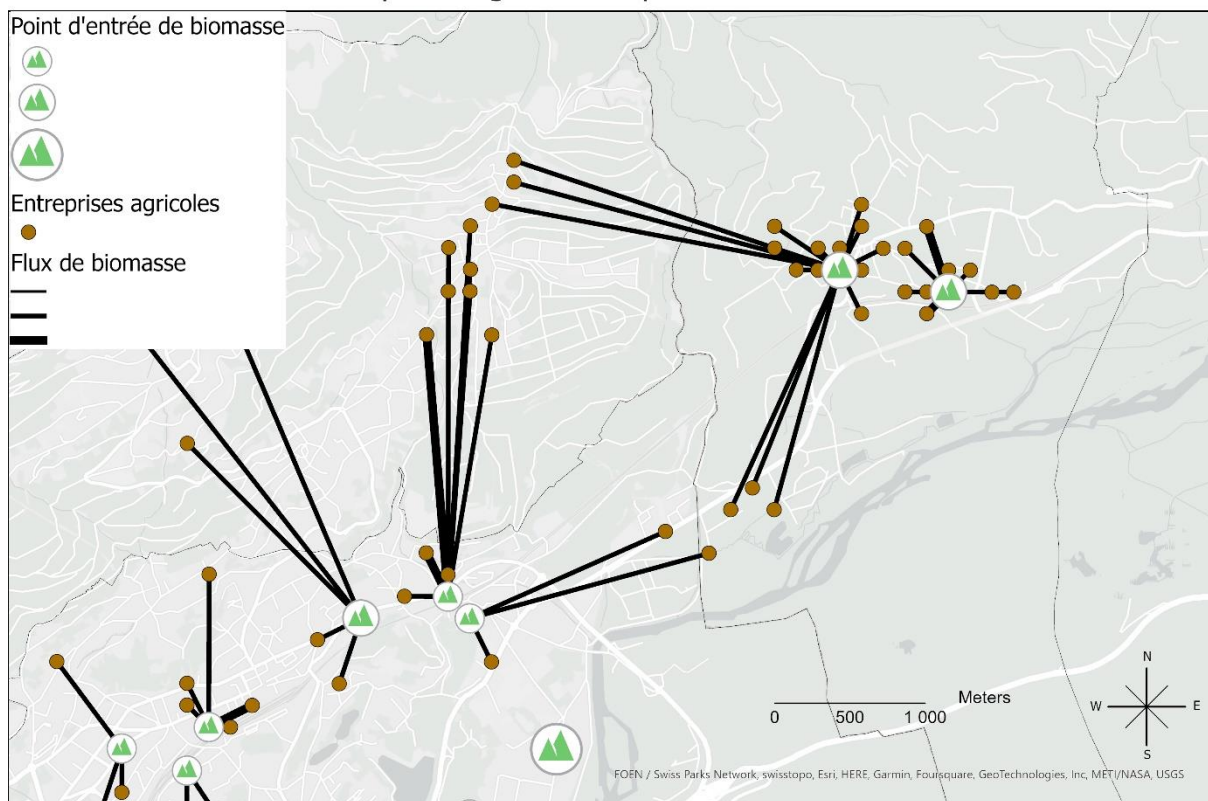 Point d'entrée de biomasse
Entreprises agricoles
Flux de biomasse
Meters
0 500 1 000
N
W E
S
FOEN / Swiss Parks Network, swisstopo, Esri, HERE, Garmin, Foursquare, GeoTechnologies, Inc, METI/NASA, USGS